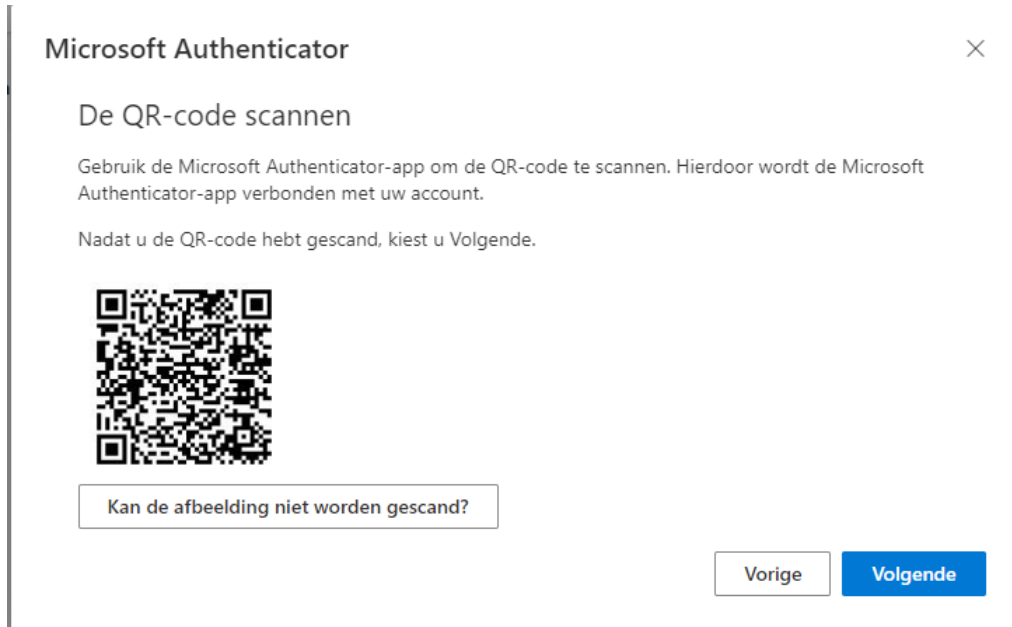 Microsoft Authenticator
De QR-code scannen
Gebruik de Microsoft Authenticator-app om de QR-code te scannen. Hierdoor wordt de Microsoft
Authenticator-app verbonden met uw account.
Nadat u de QR-code hebt gescand, kiest u Volgende.
Kan de afbeelding niet worden gescand?
Vorige
Volgende